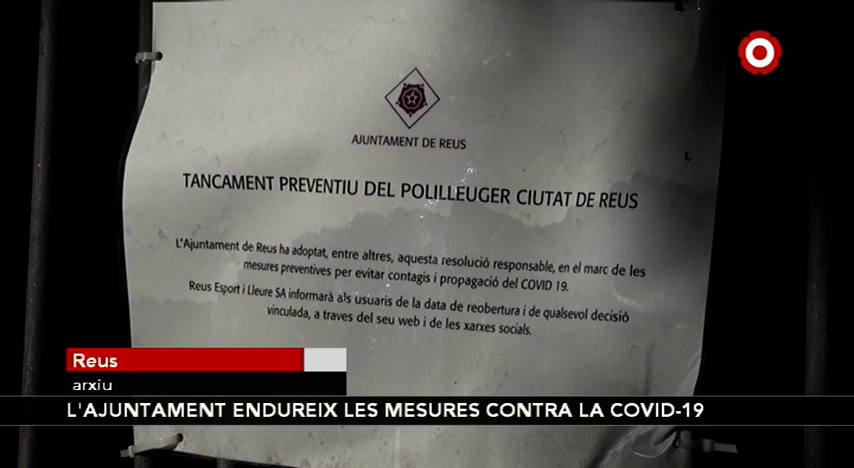 AJUNTAMENT DE REUS
TANCAMENT PREVENTIU DEL POLILLEUGER CIUTAT DE REUS
L'Ajuntament de Reus ha adoptat, entre altres, aquesta resolució responsable, en el marc de les
mesures preventives per evitar contagis i propagació del COVID 19.
Reus Esport i Lleure SA informarà als usuaris de la data de reobertura i de qualsevol decisió
vinculada, a traves del seu web i de les xarxes socials.
Reus
arxiu
L'AJUNTAMENT ENDUREIX LES MESURES CONTRA LA COVID-19